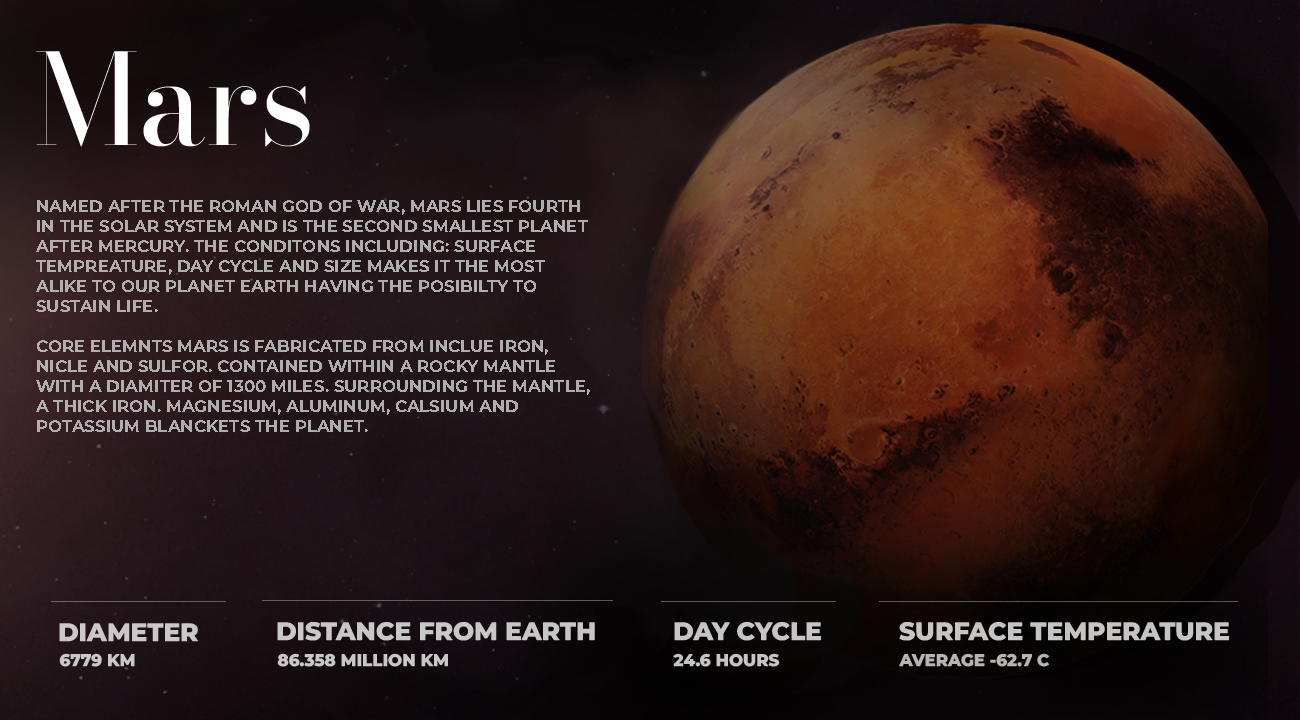 Mars
NAMED AFTER THE ROMAN GOD OF WAR, MARS LIES FOURTH
IN THE SOLAR SYSTEM AND IS THE SECOND SMALLEST PLANET
AFTER MERCURY. THE CONDITONS INCLUDING: SURFACE
TEMPREATURE, DAY CYCLE AND SIZE MAKES IT THE MOST
ALIKE TO OUR PLANET EARTH HAVING THE POSIBILTY TO
SUSTAIN LIFE.
CORE ELEMNTS MARS IS FABRICATED FROM INCLUE IRON,
NICLE AND SULFOR. CONTAINED WITHIN A ROCKY MANTLE
WITH A DIAMITER OF 1300 MILES. SURROUNDING THE MANTLE,
A THICK IRON. MAGNESIUM, ALUMINUM, CALSIUM AND
POTASSIUM BLANCKETS THE PLANET.
DIAMETER
6779 KM
DISTANCE FROM EARTH
86.358 MILLION KM
DAY CYCLE
24.6 HOURS
SURFACE TEMPERATURE
AVERAGE -62.7 C